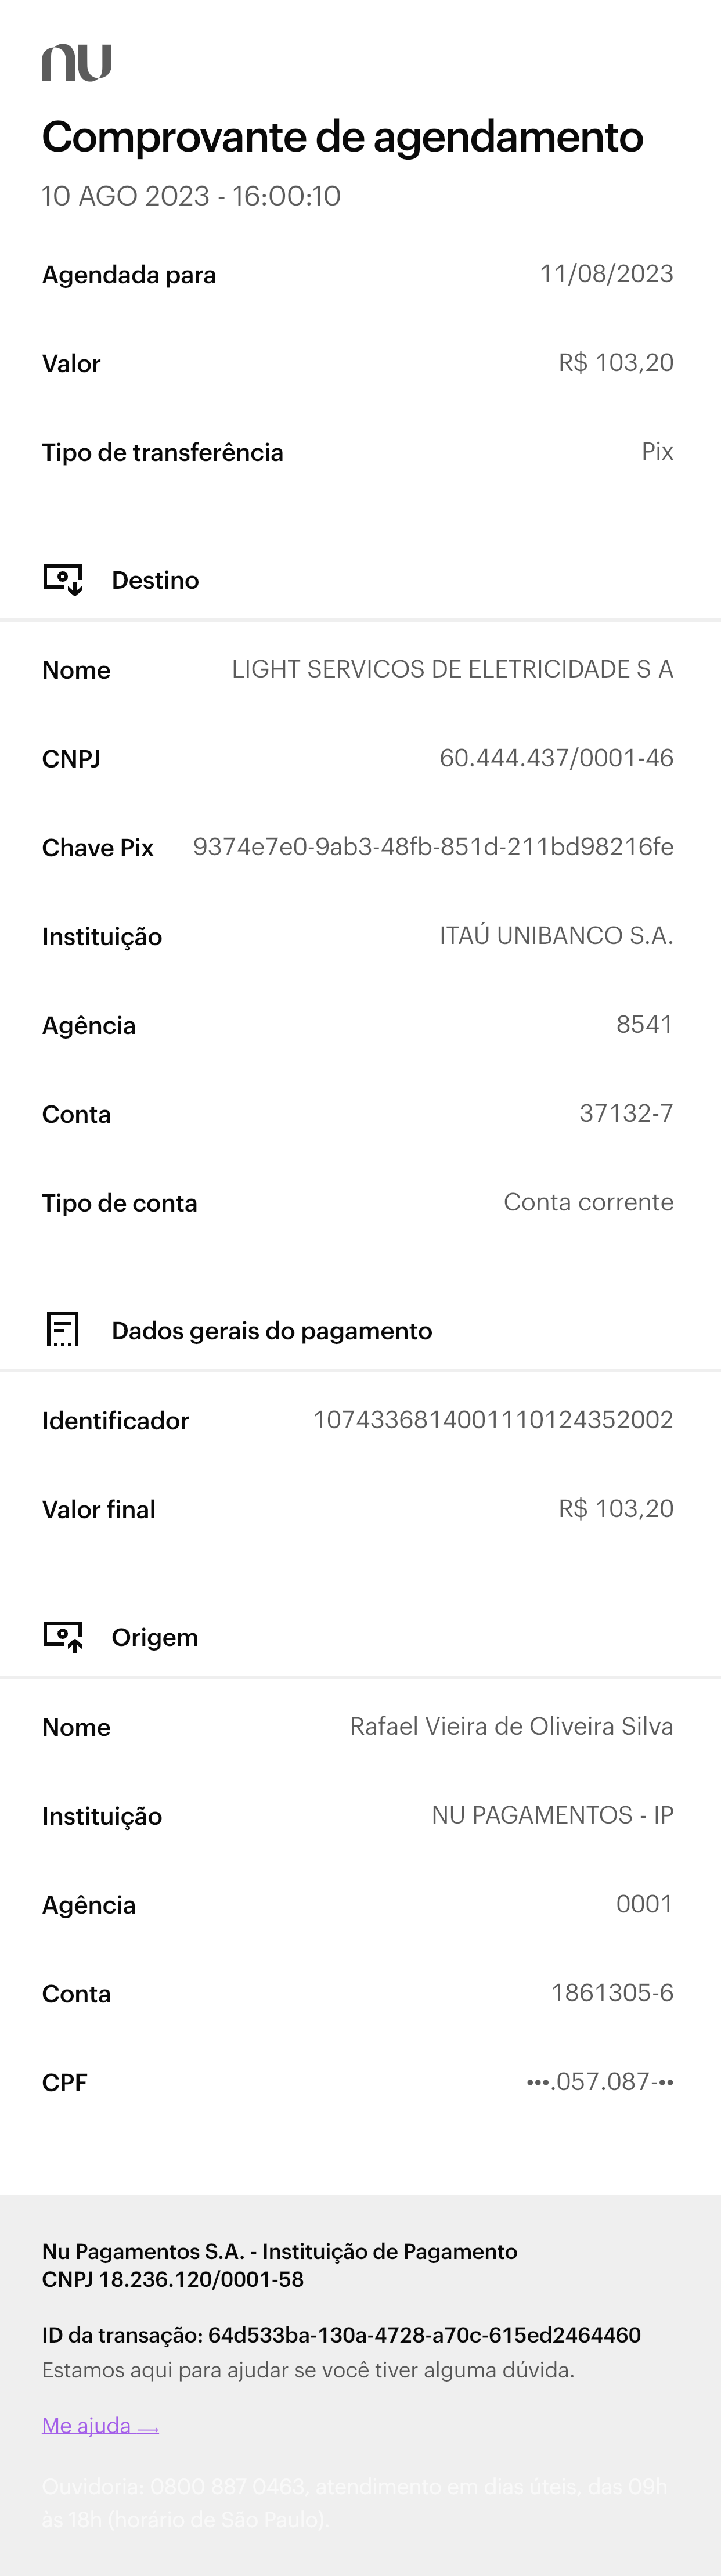 nu
Comprovante de agendamento
10 AGO 2023 - 16:00:10
Agendada para 11/08/2023
Valor R$ 103,20
Tipo de transferência Pix
Destino
Nome LIGHT SERVICOS DE ELETRICIDADE S A
CNPJ 60.444.437/0001-46
Chave Pix 9374e7e0-9ab3-48fb-851d-211bd98216fe
Instituição ITAÚ UNIBANCO S.A.
Agência 8541
Conta 37132-7
Tipo de conta Conta corrente
Dados gerais do pagamento
Identificador 1074336814001110124352002
Valor final R$ 103,20
Origem
Nome Rafael Vieira de Oliveira Silva
Instituição NU PAGAMENTOS - IP
Agência 0001
Conta 1861305-6
CPF •••.057.087-••
Nu Pagamentos S.A. - Instituição de Pagamento
CNPJ 18.236.120/0001-58
ID da transação: 64d533ba-130a-4728-a70c-615ed2464460
Estamos aqui para ajudar se você tiver alguma dúvida.
Me ajuda →
Ouvidoria: 0800 887 0463, atendimento em dias úteis, das 09h
às 18h (horário de São Paulo).